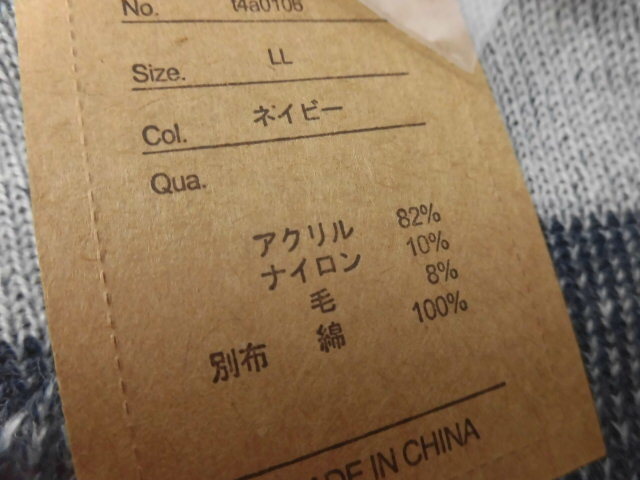 No. t4a0106
Size. LL
Col. ネイビー
Qua.
アクリル 82%
ナイロン 10%
毛 8%
別布 綿 100%
MADE IN CHINA